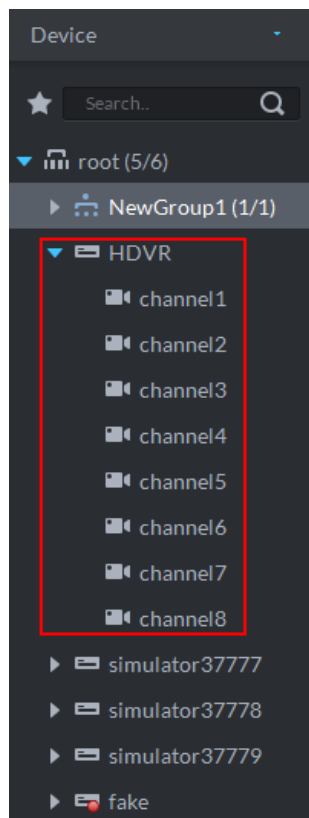 Device
Search..
root (5/6)
NewGroup1 (1/1)
HDVR
channel1
channel2
channel3
channel4
channel5
channel6
channel7
channel8
simulator37777
simulator37778
simulator37779
fake